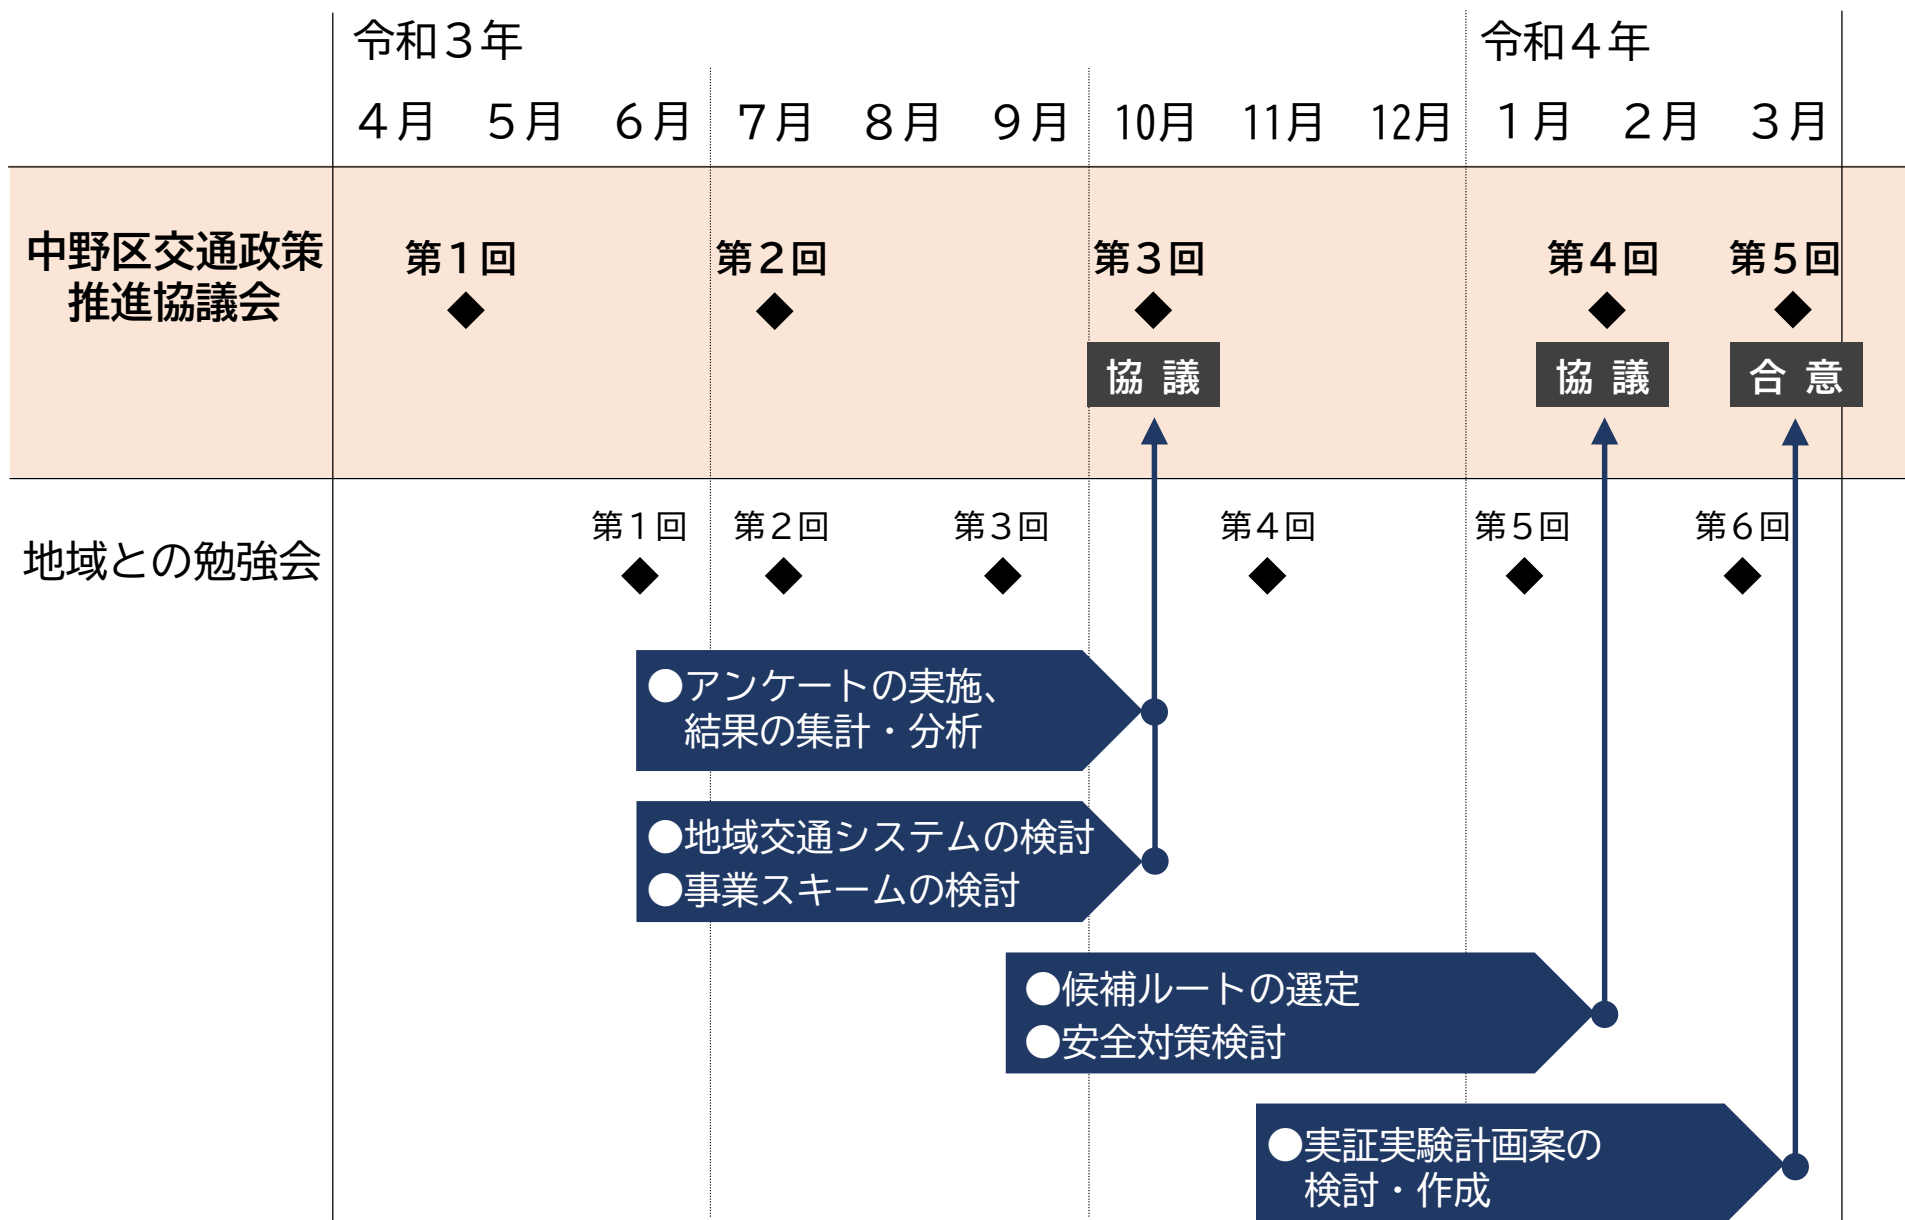 令和３年
令和４年
４月 ５月 ６月 ７月 ８月 ９月 10月 11月 12月 １月 ２月 ３月
中野区交通政策
推進協議会
第１回 第２回 第３回 第４回 第５回
協 議 協 議 合 意
地域との勉強会
第１回 第２回 第３回 第４回 第５回 第６回
●アンケートの実施、
結果の集計・分析
●地域交通システムの検討
●事業スキームの検討
●候補ルートの選定
●安全対策検討
●実証実験計画案の
検討・作成